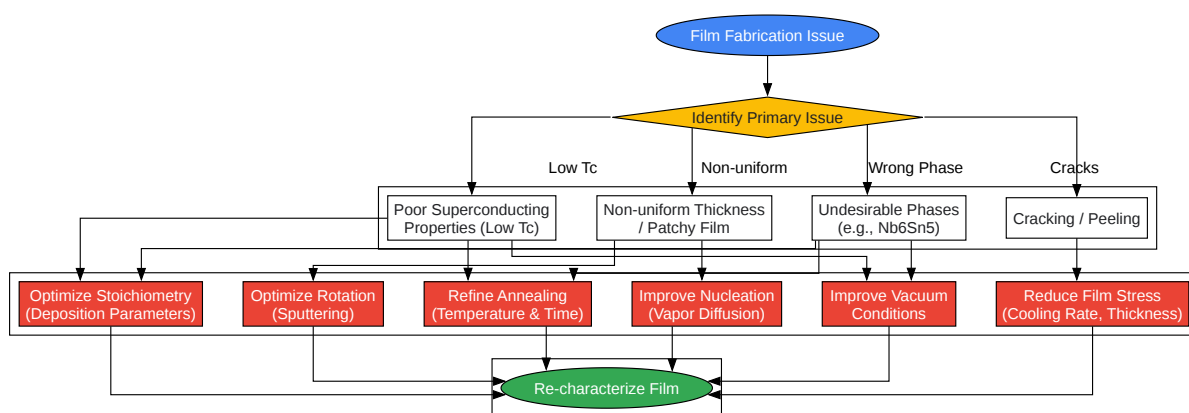 Film Fabrication Issue
Identify Primary Issue
Low Tc
Non-uniform
Wrong Phase
Cracks
Poor Superconducting
Properties (Low Tc)
Non-uniform Thickness
/ Patchy Film
Undesirable Phases
(e.g., Nb6Sn5)
Cracking / Peeling
Optimize Stoichiometry
(Deposition Parameters)
Optimize Rotation
(Sputtering)
Refine Annealing
(Temperature & Time)
Improve Nucleation
(Vapor Diffusion)
Improve Vacuum
Conditions
Reduce Film Stress
(Cooling Rate, Thickness)
Re-characterize Film